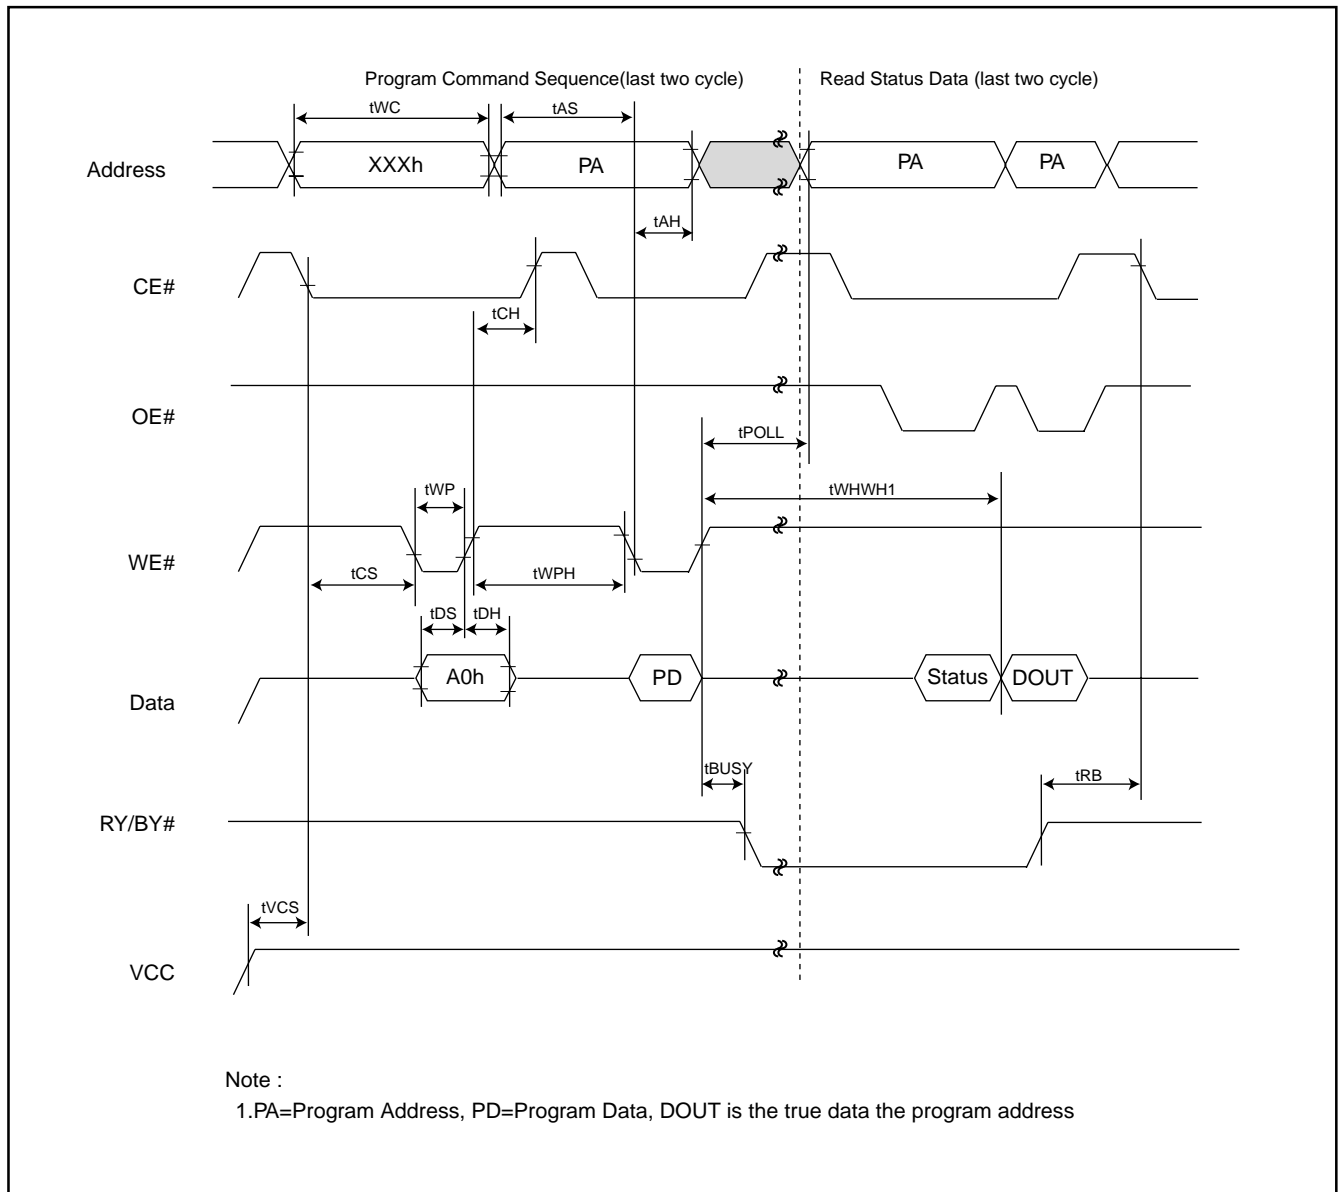 Program Command Sequence(last two cycle)
Read Status Data (last two cycle)
tWC
tAS
Address
XXXh
PA
PA
PA
tAH
CE#
tCH
OE#
tPOLL
tWP
tWHWH1
WE#
tCS
tWPH
tDS
tDH
A0h
PD
Status
DOUT
Data
tBUSY
tRB
RY/BY#
tVCS
VCC
Note :
1.PA=Program Address, PD=Program Data, DOUT is the true data the program address